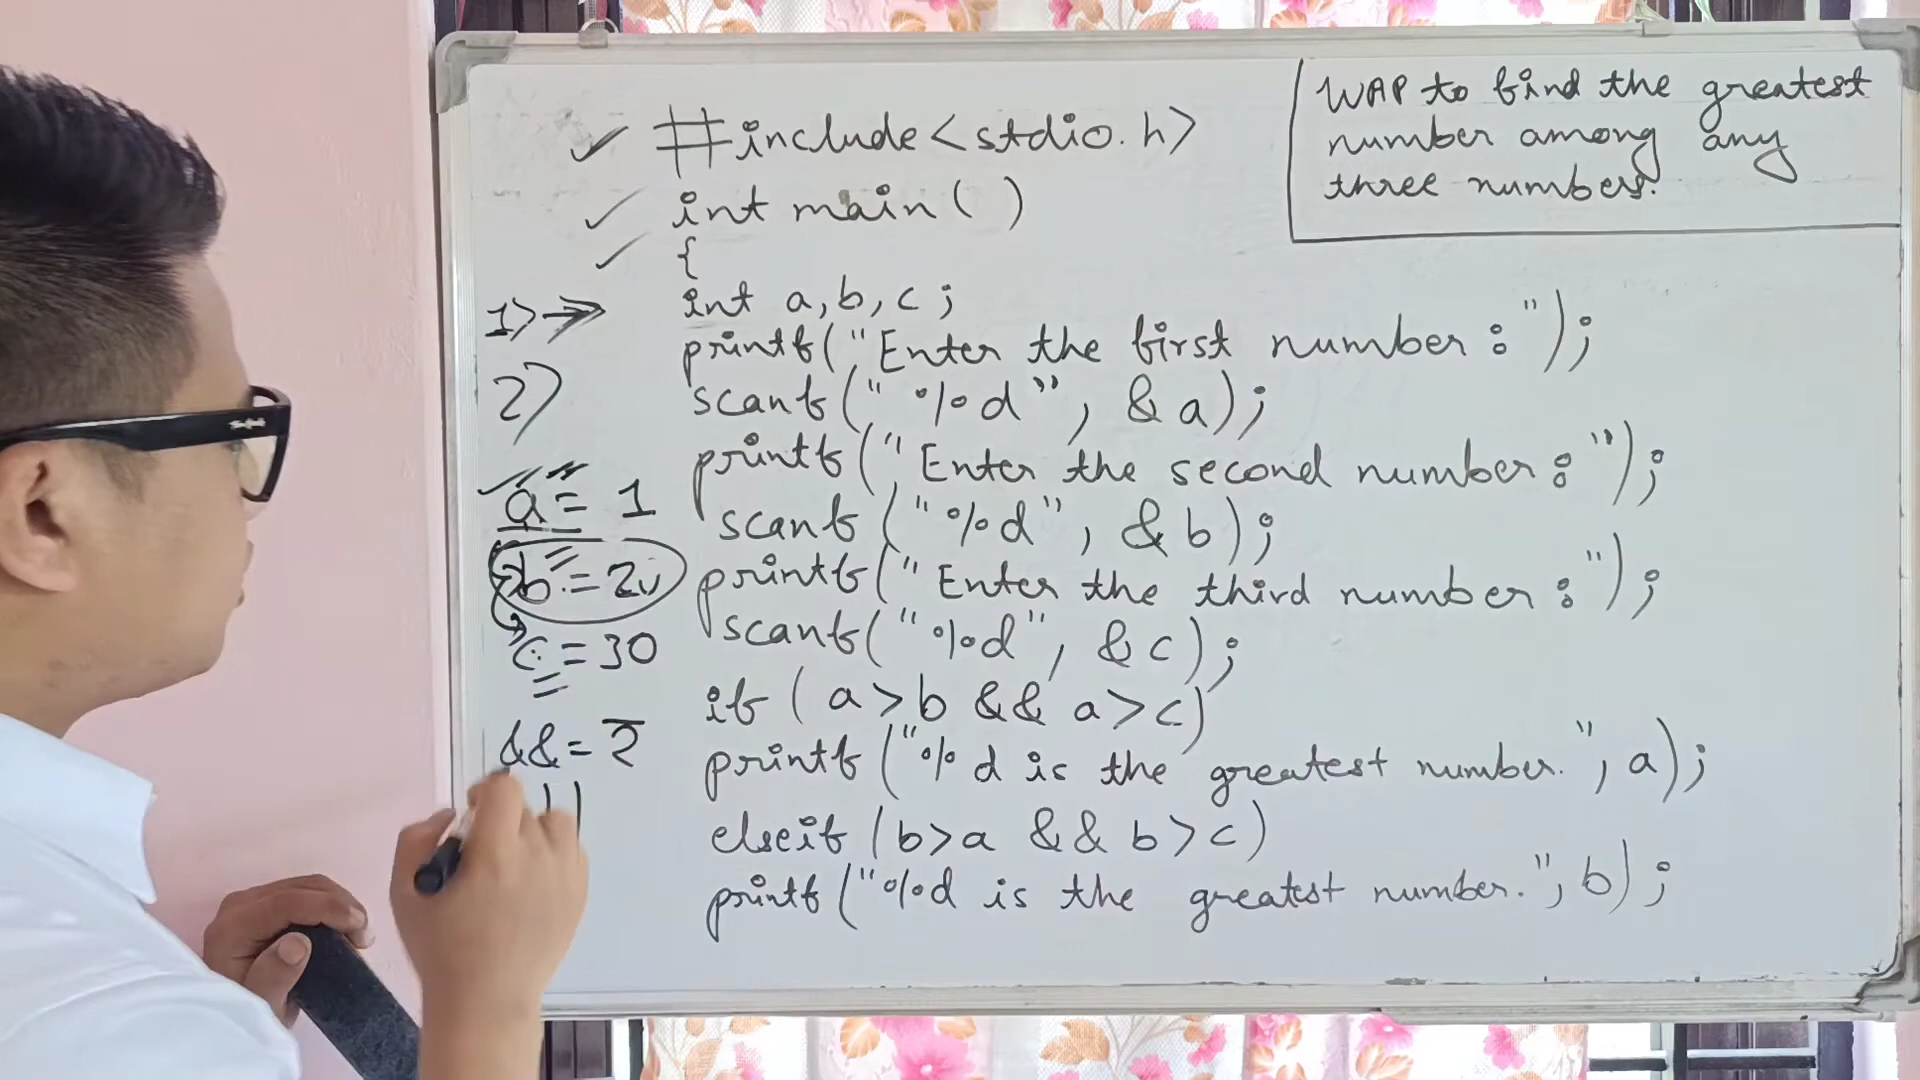 WAP to find the greatest
number among any
three numbers.
#include<stdio.h>
int main( )
{
int a,b,c;
printf("Enter the first number:");
scanf("%d", &a);
printf("Enter the second number:");
scanf("%d", &b);
printf("Enter the third number:");
scanf("%d", &c);
if (a>b && a>c)
printf("%d is the greatest number.", a);
elseif (b>a && b>c)
printf("%d is the greatest number.", b);
1)→
2)
a = 1
b =
c = 30
&& =